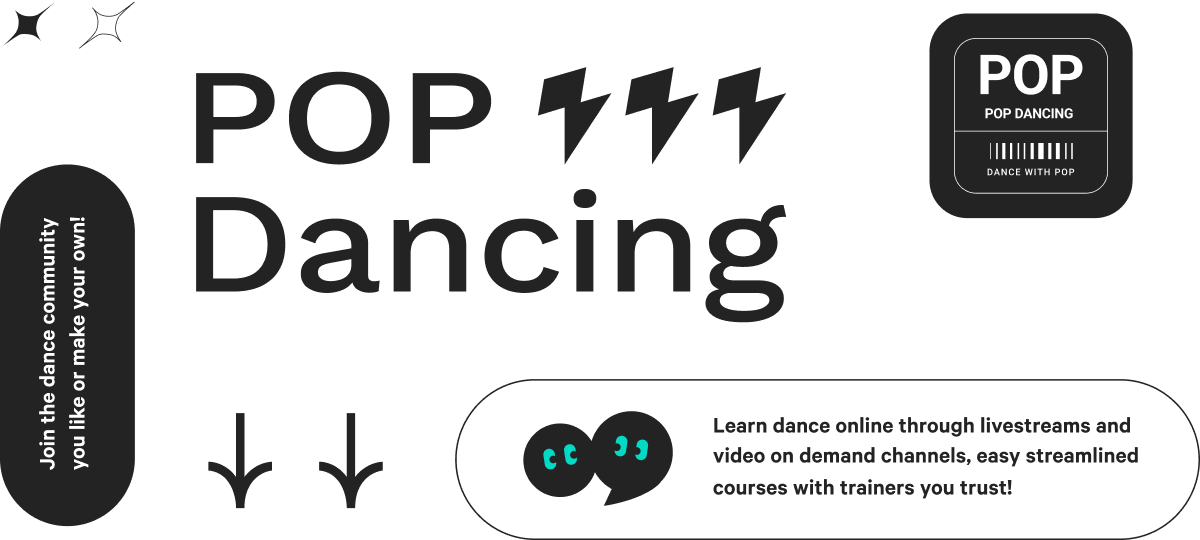 POP
Dancing
POP
POP DANCING
DANCE WITH POP
Join the dance community
you like or make your own!
Learn dance online through livestreams and
video on demand channels, easy streamlined
courses with trainers you trust!